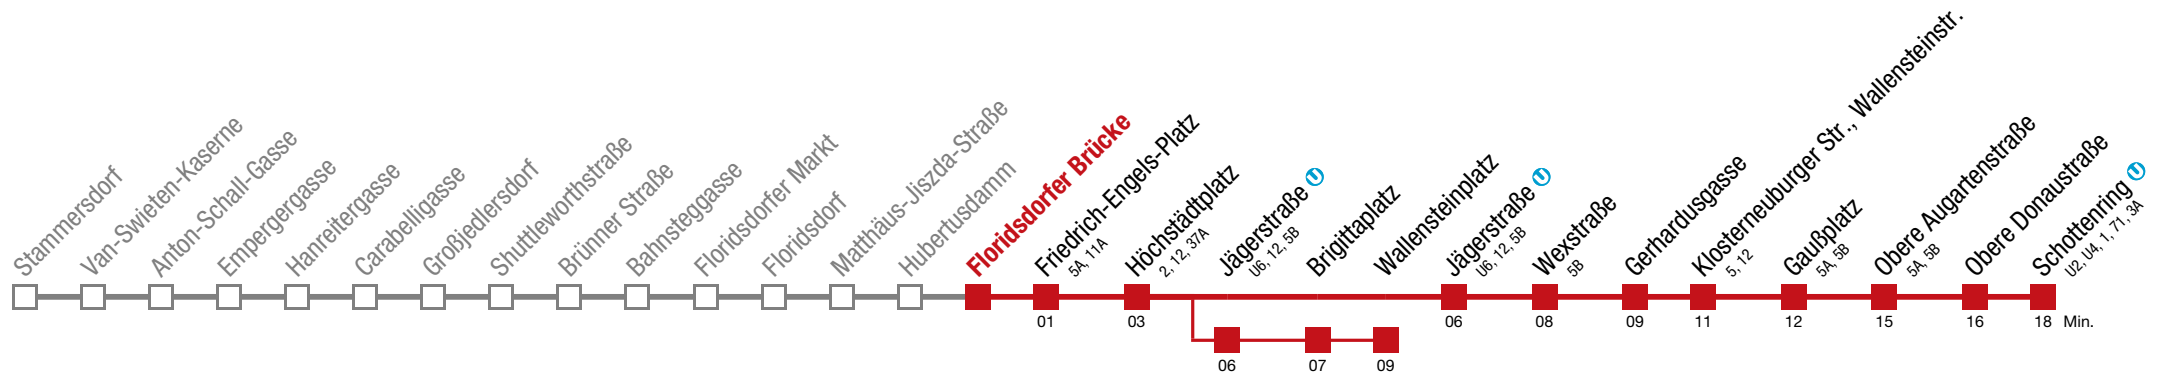 Stammersdorf
Van-Swieten-Kaserne
Anton-Schall-Gasse
Empergergasse
Hanreitergasse
Carabelligasse
Großjedlersdorf
Shuttleworthstraße
Brünner Straße
Bahnsteggasse
Floridsdorfer Markt
Floridsdorf
Matthäus-Jiszda-Straße
Hubertusdamm
Floridsdorfer Brücke
Friedrich-Engels-Platz
5A, 11A
Höchstädtplatz
2, 12, 37A
Jägerstraße U
U6, 12, 5B
Brigittaplatz
Wallensteinplatz
Jägerstraße U
U6, 12, 5B
Wexstraße
5B
Gerhardusgasse
Klosterneuburger Str., Wallensteinstr.
5, 12
Gaußplatz
5A, 5B
Obere Augartenstraße
5A, 5B
Obere Donaustraße
Schottenring U
U2, U4, 1, 71, 3A
01 03 06 08 09 11 12 15 16 18 Min.
06 07 09